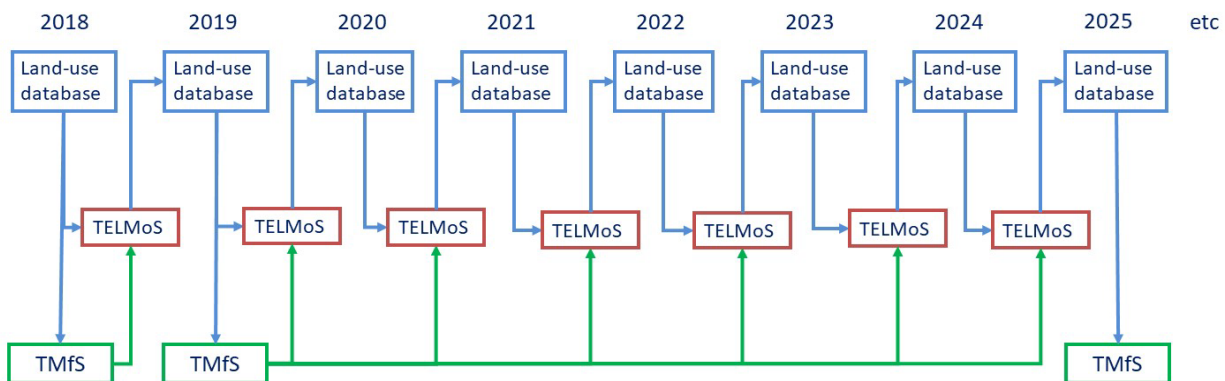 2018 2019 2020 2021 2022 2023 2024 2025 etc
Land-use Land-use Land-use Land-use Land-use Land-use Land-use Land-use
database database database database database database database database
TELMoS TELMoS TELMoS TELMoS TELMoS TELMoS TELMoS
TMfS TMfS TMfS